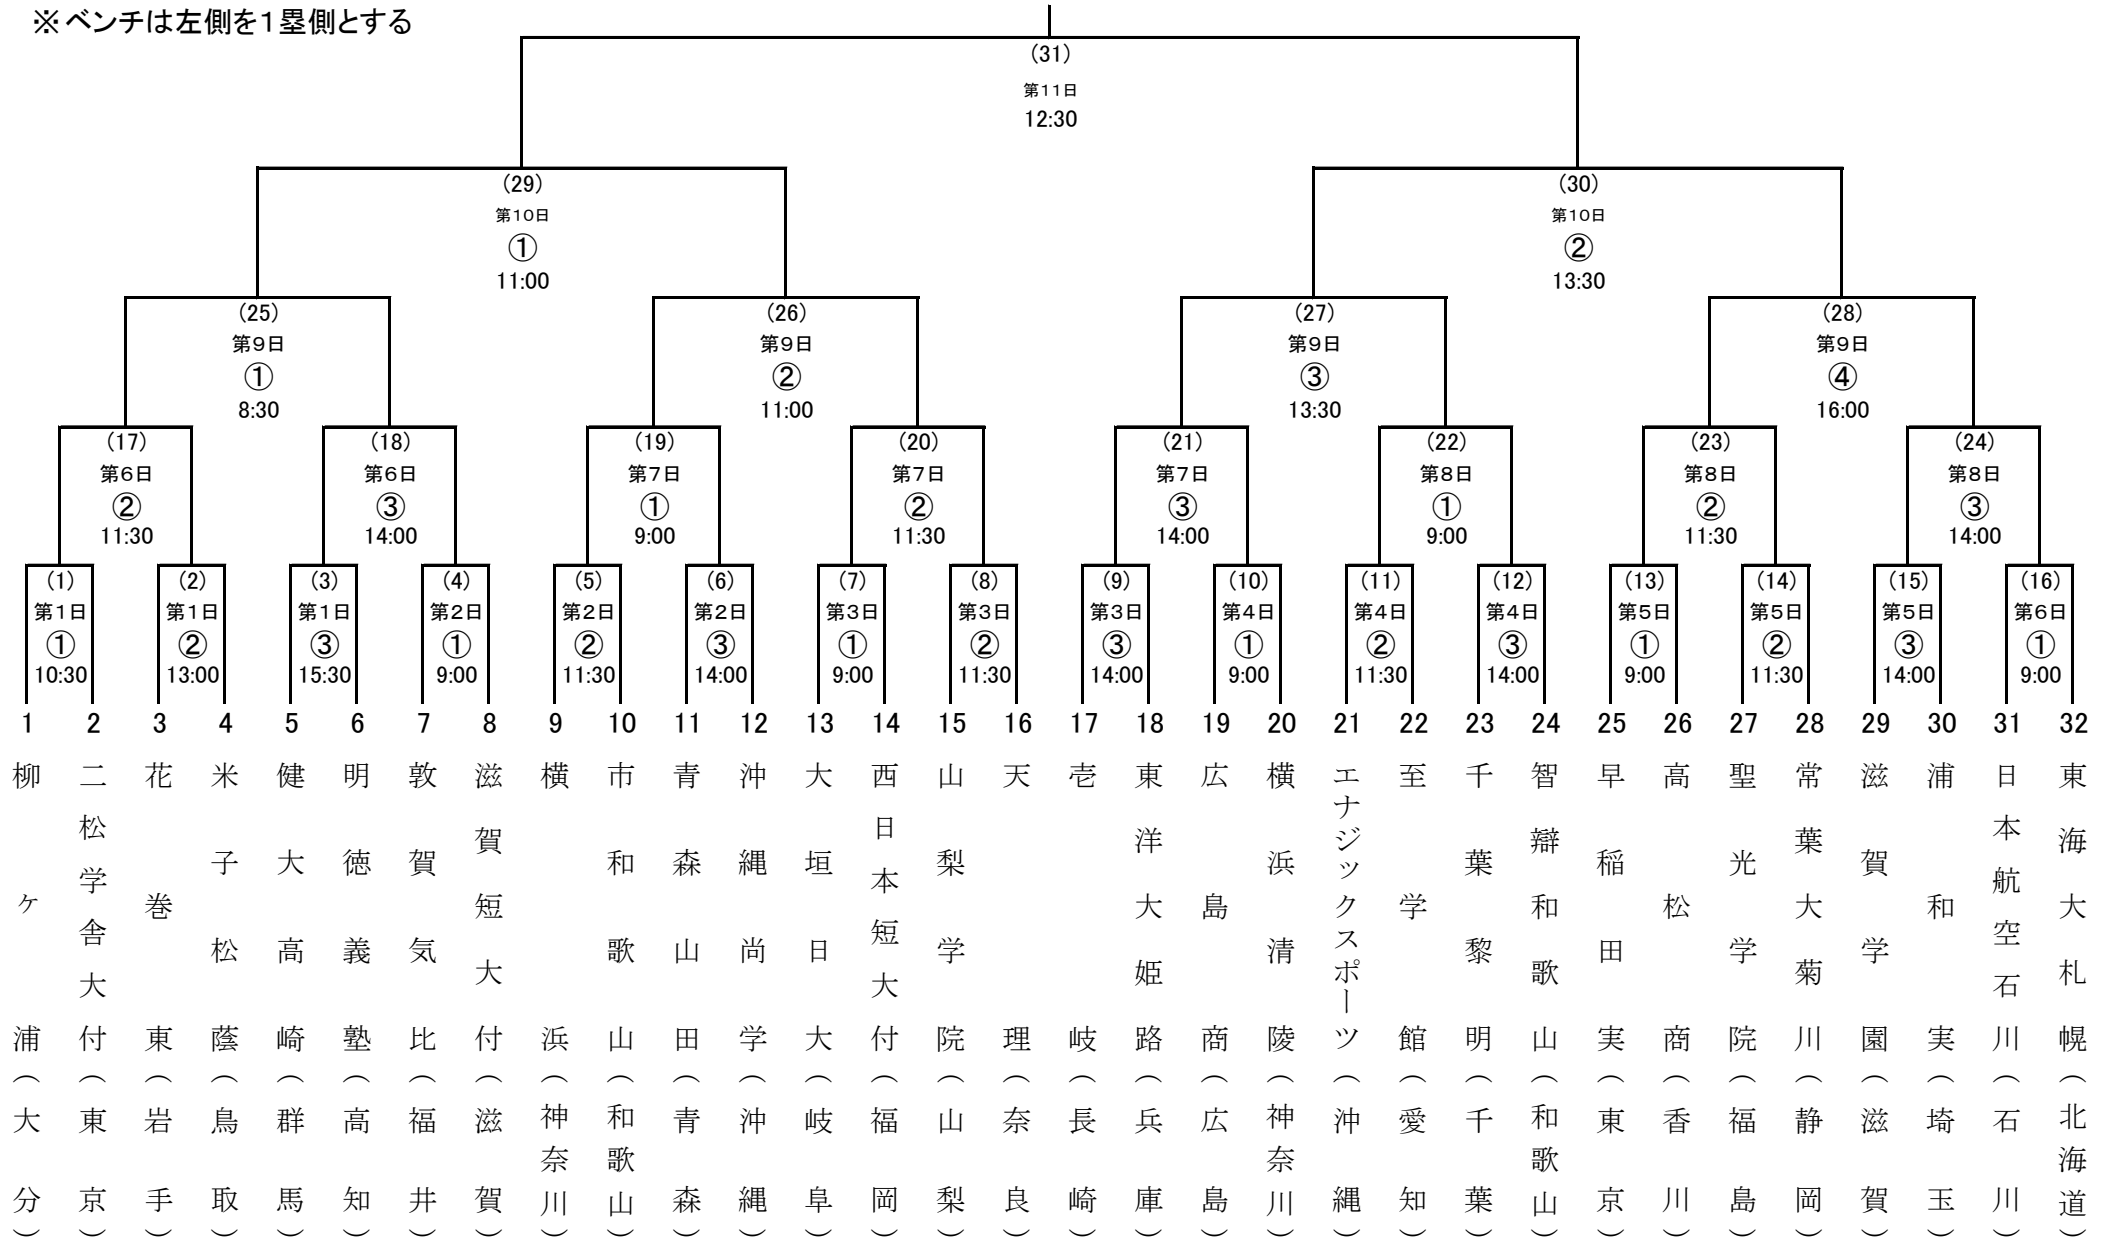 ※ベンチは左側を1塁側とする
(31)
第11日
12:30
(29)
第10日
①
11:00
(30)
第10日
②
13:30
(25)
第9日
①
8:30
(26)
第9日
②
11:00
(27)
第9日
③
13:30
(28)
第9日
④
16:00
(17)
第6日
②
11:30
(18)
第6日
③
14:00
(19)
第7日
①
9:00
(20)
第7日
②
11:30
(21)
第7日
③
14:00
(22)
第8日
①
9:00
(23)
第8日
②
11:30
(24)
第8日
③
14:00
(1)
第1日
①
10:30
(2)
第1日
②
13:00
(3)
第1日
③
15:30
(4)
第2日
①
9:00
(5)
第2日
②
11:30
(6)
第2日
③
14:00
(7)
第3日
①
9:00
(8)
第3日
②
11:30
(9)
第3日
③
14:00
(10)
第4日
①
9:00
(11)
第4日
②
11:30
(12)
第4日
③
14:00
(13)
第5日
①
9:00
(14)
第5日
②
11:30
(15)
第5日
③
14:00
(16)
第6日
①
9:00
1 柳ヶ浦(大分)
2 二松学舎大付(東京)
3 花巻東(岩手)
4 米子松蔭(鳥取)
5 健大高崎(群馬)
6 明徳義塾(高知)
7 敦賀気比(福井)
8 滋賀短大付(滋賀)
9 横浜(神奈川)
10 市和歌山(和歌山)
11 青森山田(青森)
12 沖縄尚学(沖縄)
13 大垣日大(岐阜)
14 西日本短大付(福岡)
15 山梨学院(山梨)
16 天理(奈良)
17 壱岐(長崎)
18 東洋大姫路(兵庫)
19 広島商(広島)
20 横浜清陵(神奈川)
21 エナジックスポーツ(沖縄)
22 至学館(愛知)
23 千葉黎明(千葉)
24 智辯和歌山(和歌山)
25 早稲田実(東京)
26 高松商(香川)
27 聖光学院(福島)
28 常葉大菊川(静岡)
29 滋賀学園(滋賀)
30 浦和実(埼玉)
31 日本航空石川(石川)
32 東海大札幌(北海道)